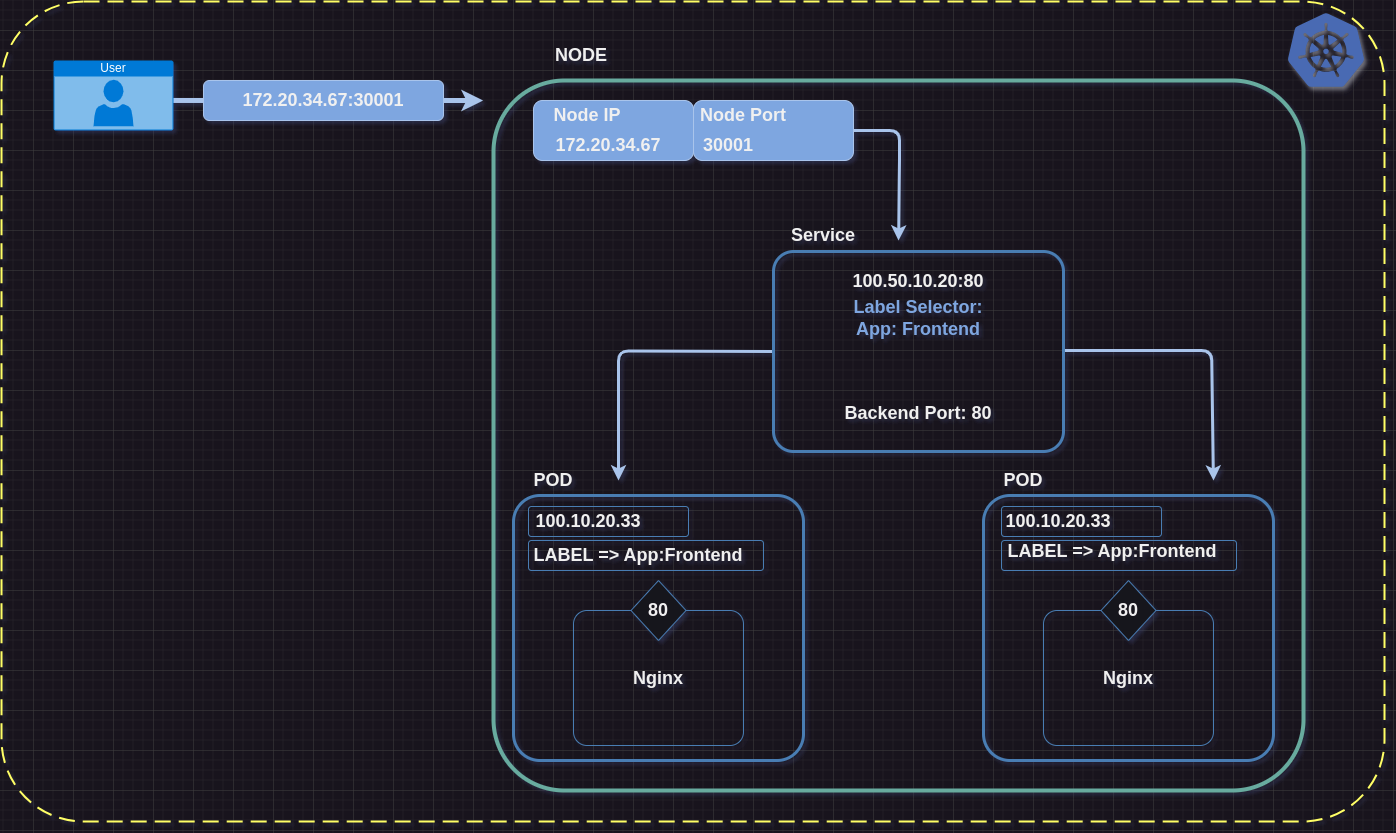 NODE
User
172.20.34.67:30001
Node IP
172.20.34.67
Node Port
30001
Service
100.50.10.20:80
Label Selector:
App: Frontend
Backend Port: 80
POD
100.10.20.33
LABEL => App:Frontend
80
Nginx
POD
100.10.20.33
LABEL => App:Frontend
80
Nginx